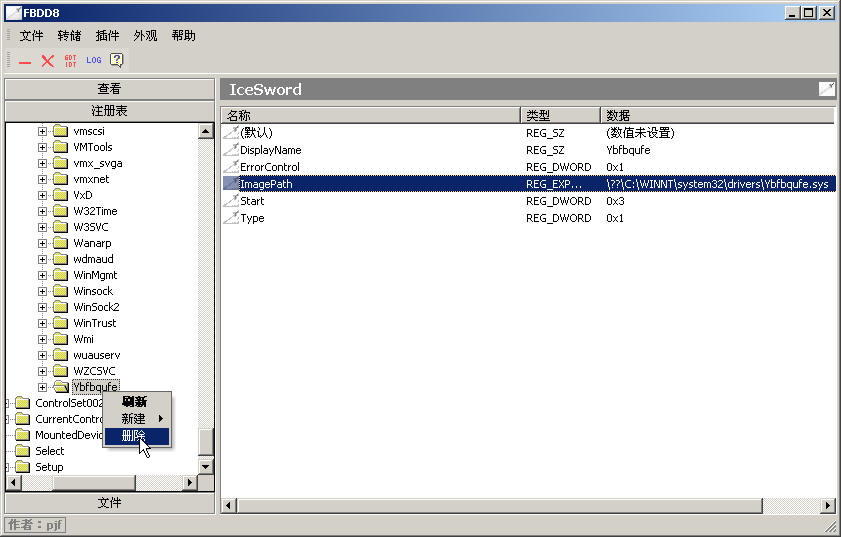 FBDD8
文件 转储 插件 外观 帮助
GDT IDT LOG
查看
注册表
vmscsi
VMTools
vmx_svga
vmxnet
VxD
W32Time
W3SVC
Wanarp
wdmaud
WinMgmt
Winsock
WinSock2
WinTrust
Wmi
wuauserv
WZCSVC
Ybfbqufe
ControlSet002
CurrentContro
MountedDevic
Select
Setup
刷新
新建
删除
文件
IceSword
名称 类型 数据
(默认) REG_SZ (数值未设置)
DisplayName REG_SZ Ybfbqufe
ErrorControl REG_DWORD 0x1
ImagePath REG_EXP... \??\C:\WINNT\system32\drivers\Ybfbqufe.sys
Start REG_DWORD 0x3
Type REG_DWORD 0x1
作者：pjf